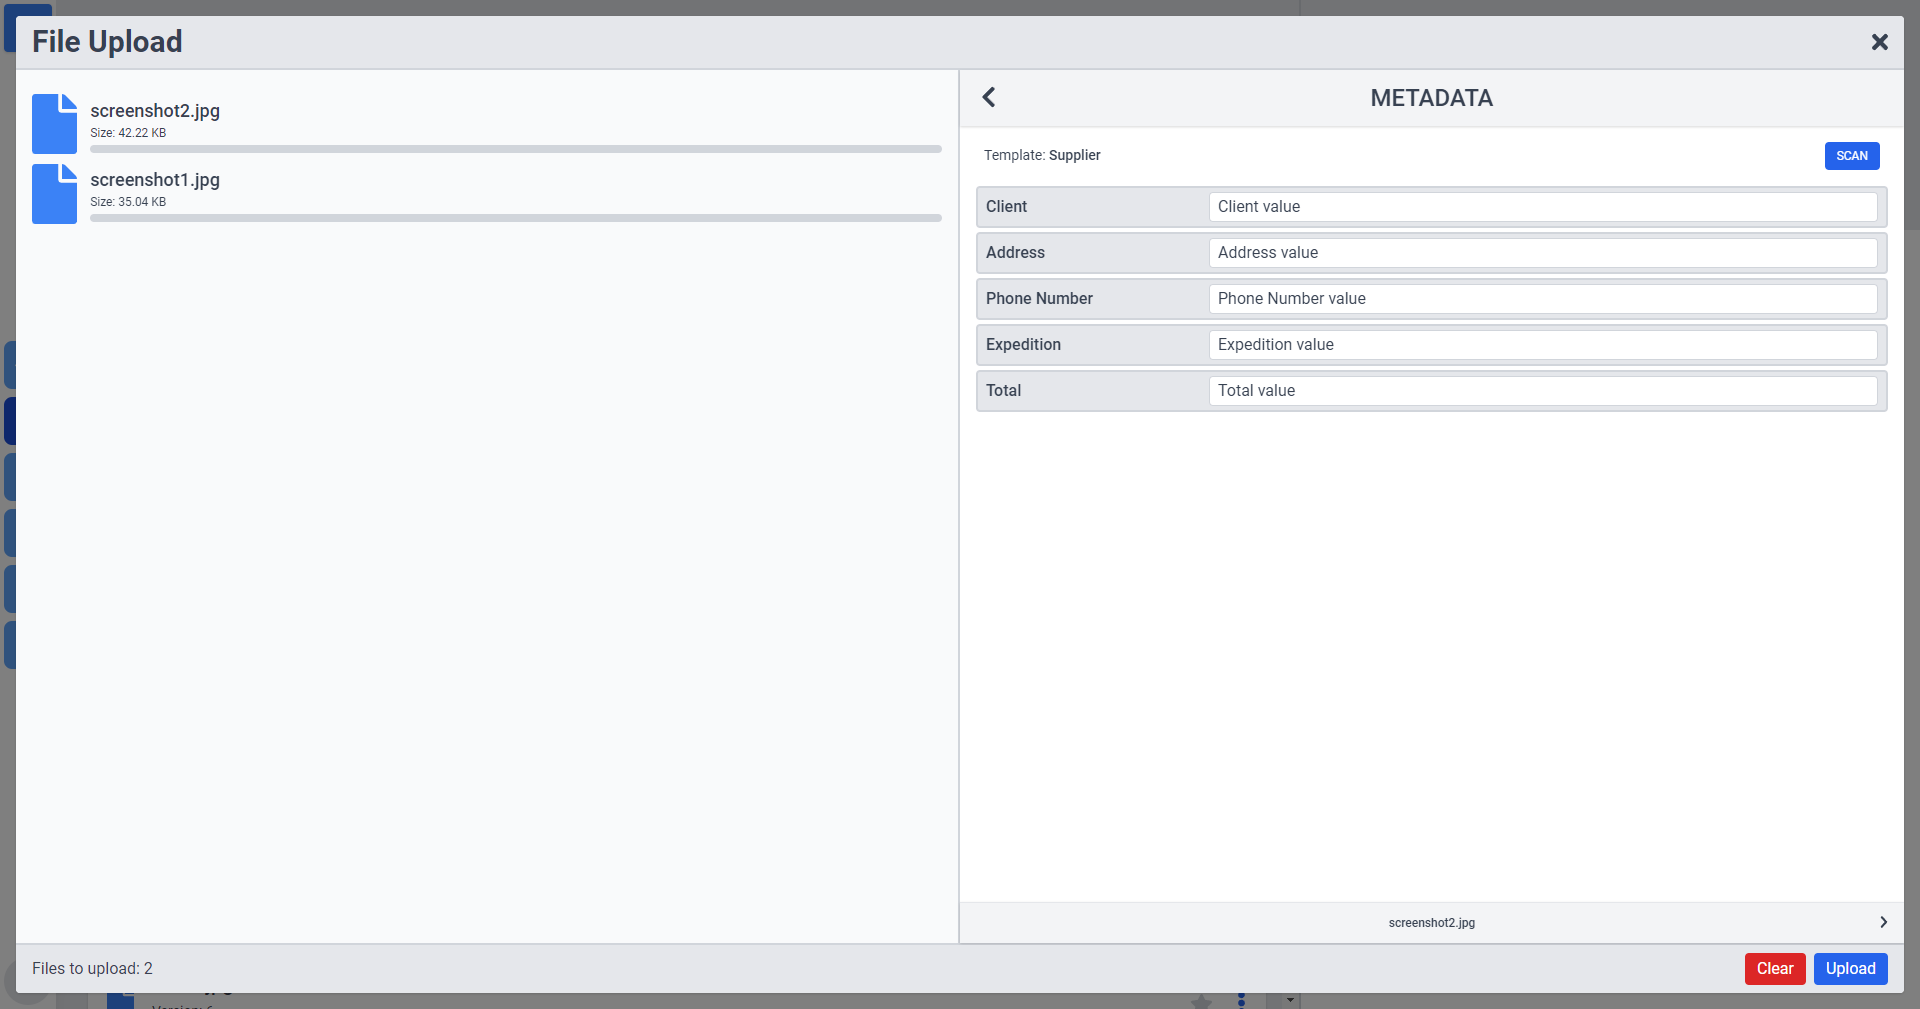 File Upload
screenshot2.jpg
Size: 42.22 KB
screenshot1.jpg
Size: 35.04 KB
METADATA
Template: Supplier
SCAN
Client
Client value
Address
Address value
Phone Number
Phone Number value
Expedition
Expedition value
Total
Total value
screenshot2.jpg
Files to upload: 2
Clear
Upload